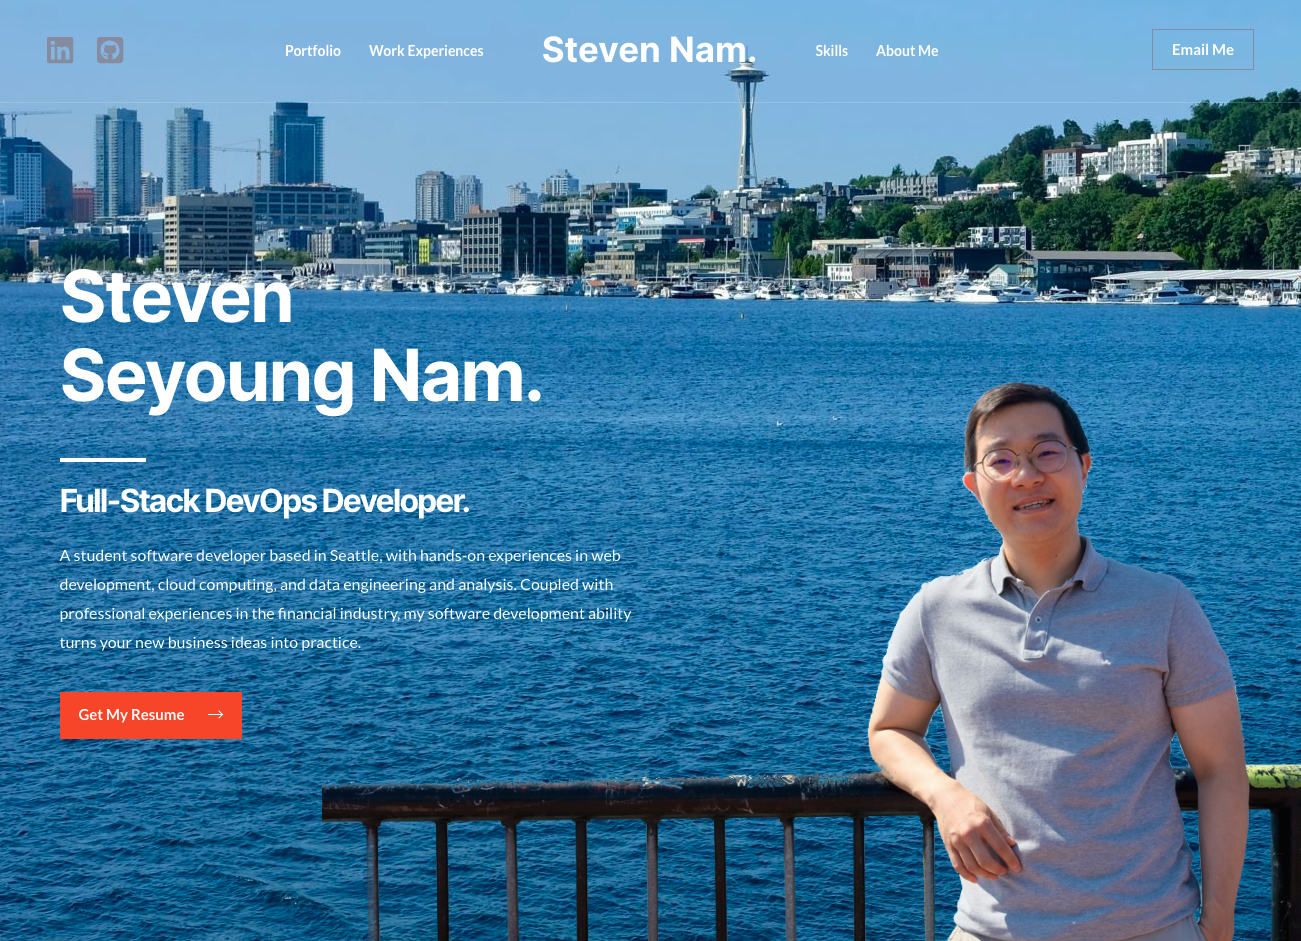 Portfolio
Work Experiences
Steven Nam.
Skills
About Me
Email Me
Steven
Seyoung Nam.
Full-Stack DevOps Developer.
A student software developer based in Seattle, with hands-on experiences in web
development, cloud computing, and data engineering and analysis. Coupled with
professional experiences in the financial industry, my software development ability
turns your new business ideas into practice.
Get My Resume